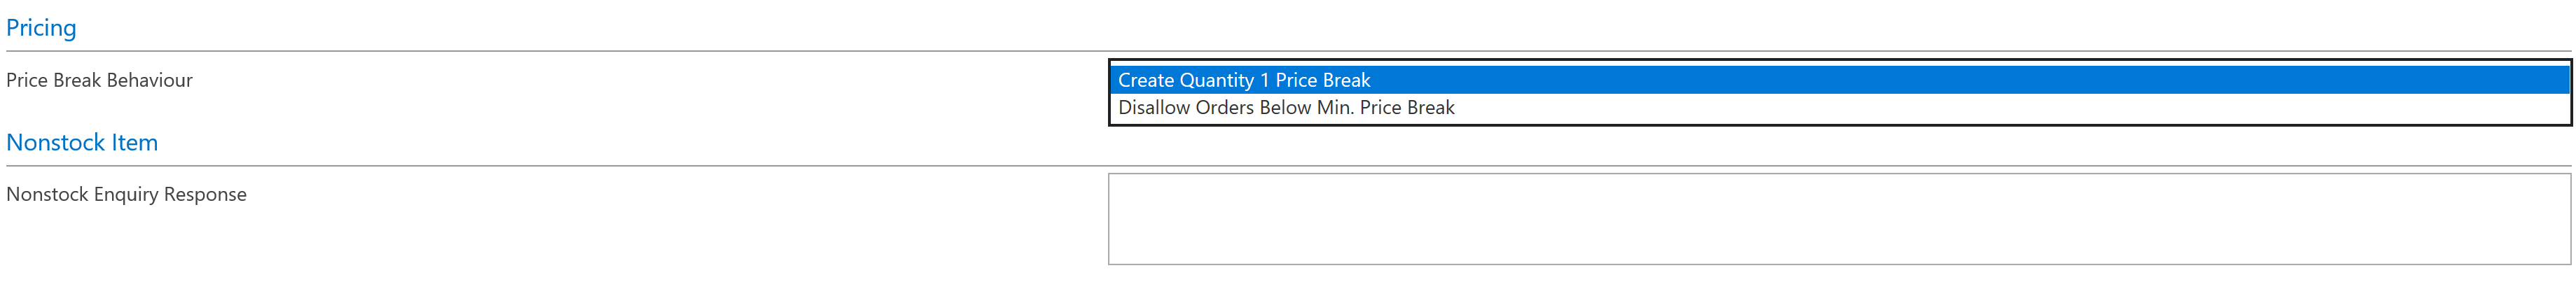 Pricing
Price Break Behaviour
Create Quantity 1 Price Break
Disallow Orders Below Min. Price Break
Nonstock Item
Nonstock Enquiry Response